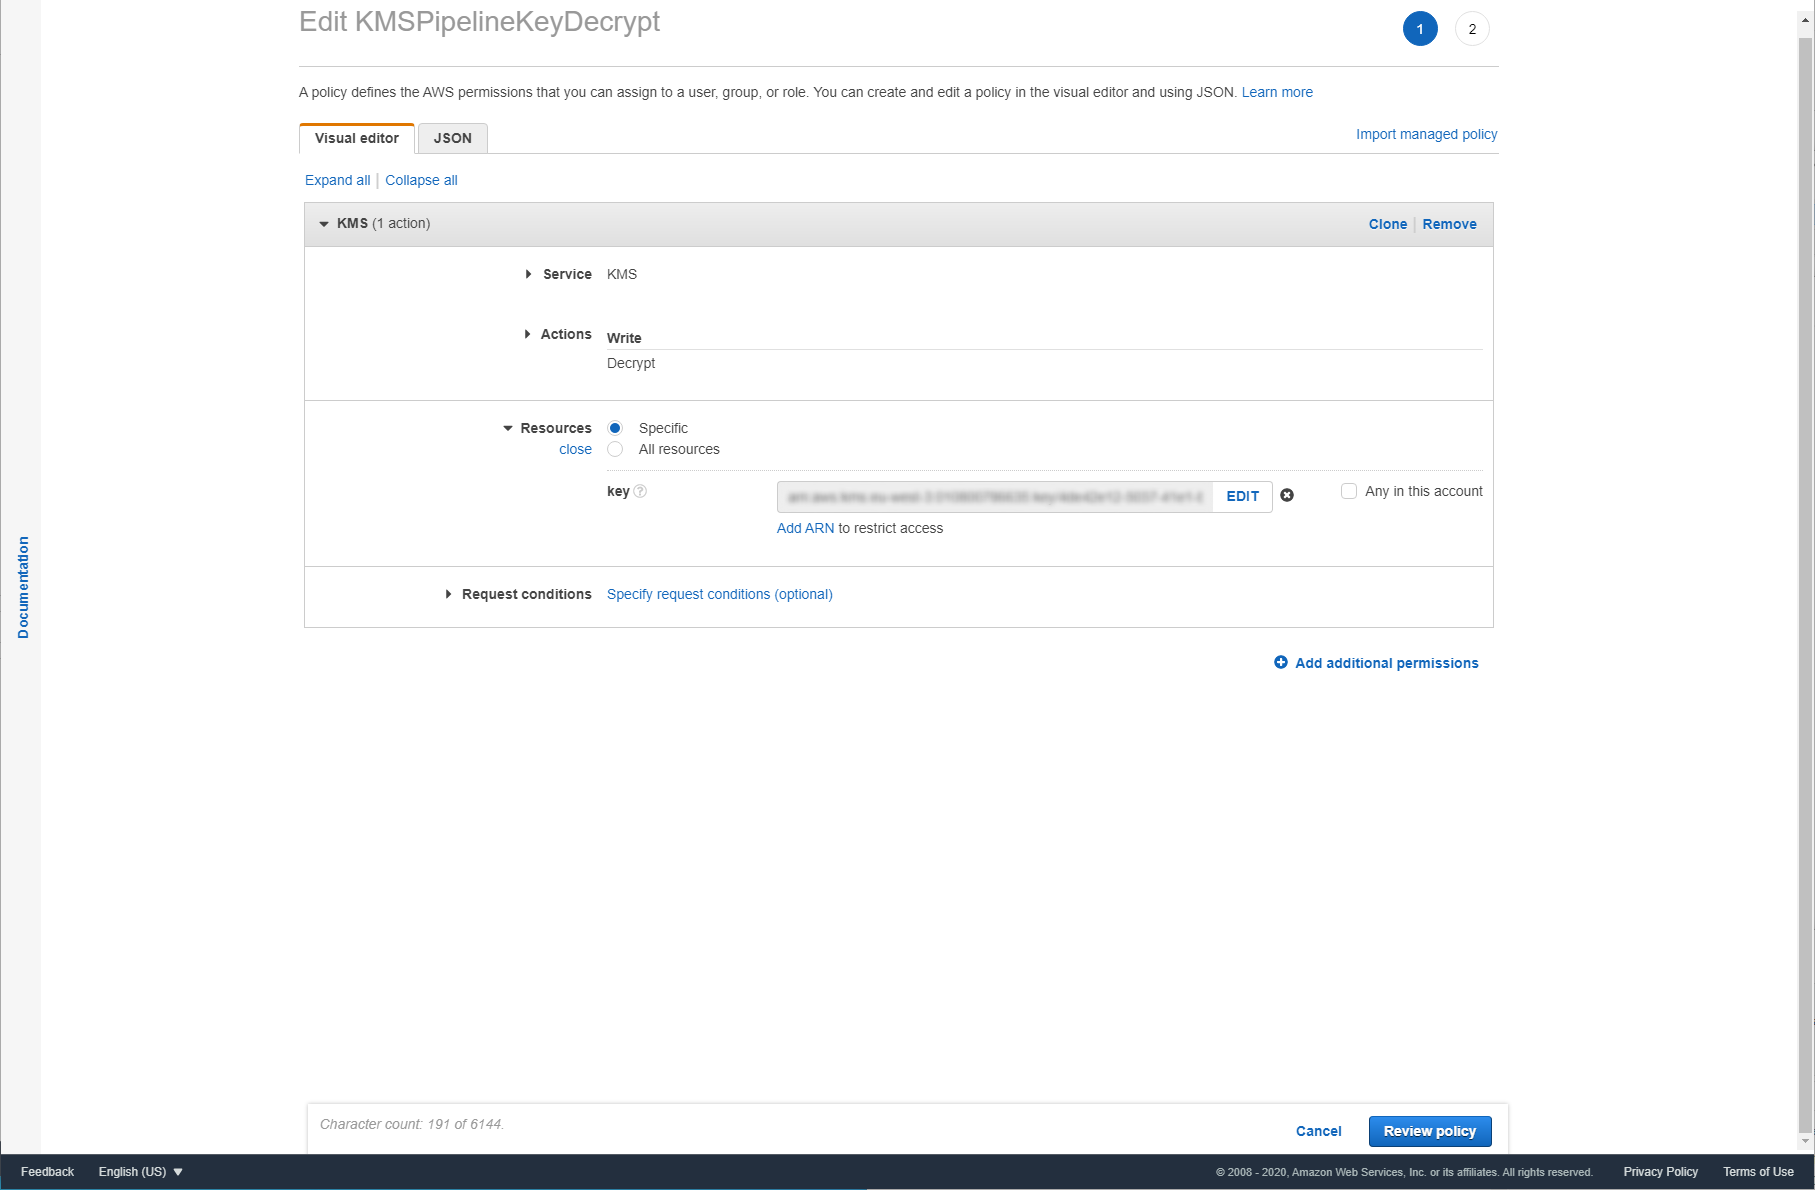 Edit KMSPipelineKeyDecrypt
1 2
A policy defines the AWS permissions that you can assign to a user, group, or role. You can create and edit a policy in the visual editor and using JSON. Learn more
Visual editor JSON Import managed policy
Expand all | Collapse all
KMS (1 action) Clone | Remove
Service KMS
Actions Write
Decrypt
Resources Specific
close All resources
key ? EDIT Any in this account
Add ARN to restrict access
Request conditions Specify request conditions (optional)
Add additional permissions
Documentation
Character count: 191 of 6144.
Cancel Review policy
Feedback English (US) © 2008 - 2020, Amazon Web Services, Inc. or its affiliates. All rights reserved. Privacy Policy Terms of Use